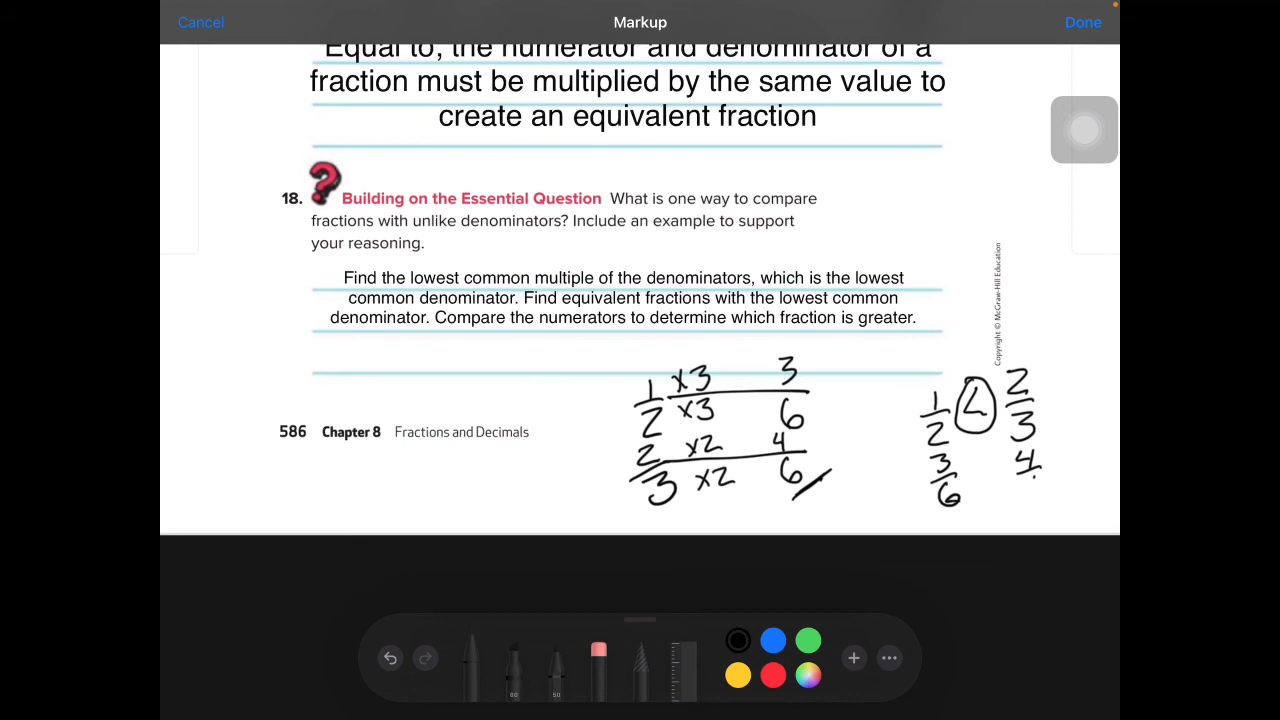 Cancel
Markup
Done
Equal to, the numerator and denominator of a
fraction must be multiplied by the same value to
create an equivalent fraction
18. ? Building on the Essential Question What is one way to compare
fractions with unlike denominators? Include an example to support
your reasoning.
Find the lowest common multiple of the denominators, which is the lowest
common denominator. Find equivalent fractions with the lowest common
denominator. Compare the numerators to determine which fraction is greater.
Copyright © McGraw-Hill Education
1 ×3 3
2 ×3 6
2 ×2 4
3 ×2 6
1 < 2
2 3
3 4
6
586 Chapter 8 Fractions and Decimals
80
50